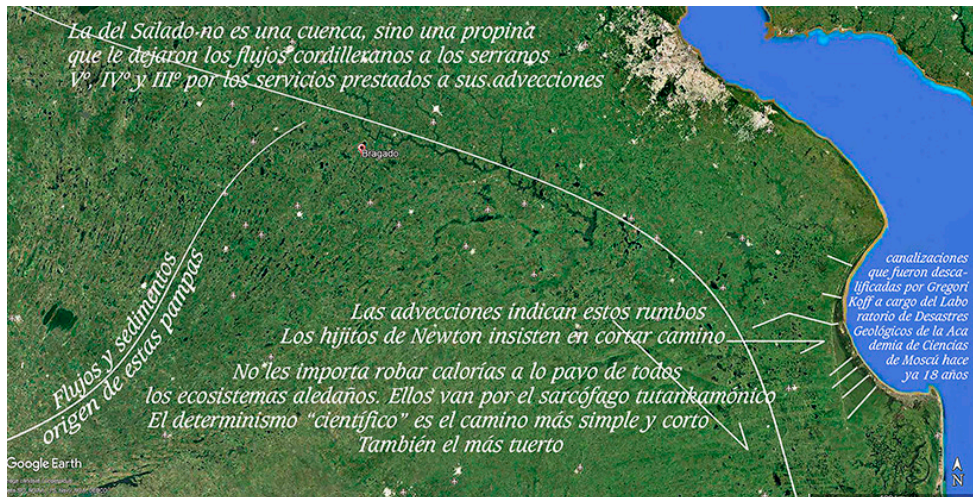 La del Salado no es una cuenca, sino una propina
que le dejaron los flujos cordilleranos a los serranos
Vº, IVº y IIIº por los servicios prestados a sus advecciones
Bragado
Flujos y sedimentos
origen de estas pampas
canalizaciones
que fueron desca-
lificadas por Gregori
Koff a cargo del Labo
ratorio de Desastres
Geológicos de la Aca
demia de Ciencias
de Moscú hace
ya 18 años
Las advecciones indican estos rumbos
Los hijitos de Newton insisten en cortar camino
No les importa robar calorías a lo pavo de todos
los ecosistemas aledaños. Ellos van por el sarcófago tutankamónico
El determinismo "científico" es el camino más simple y corto
También el más tuerto
Google Earth
N